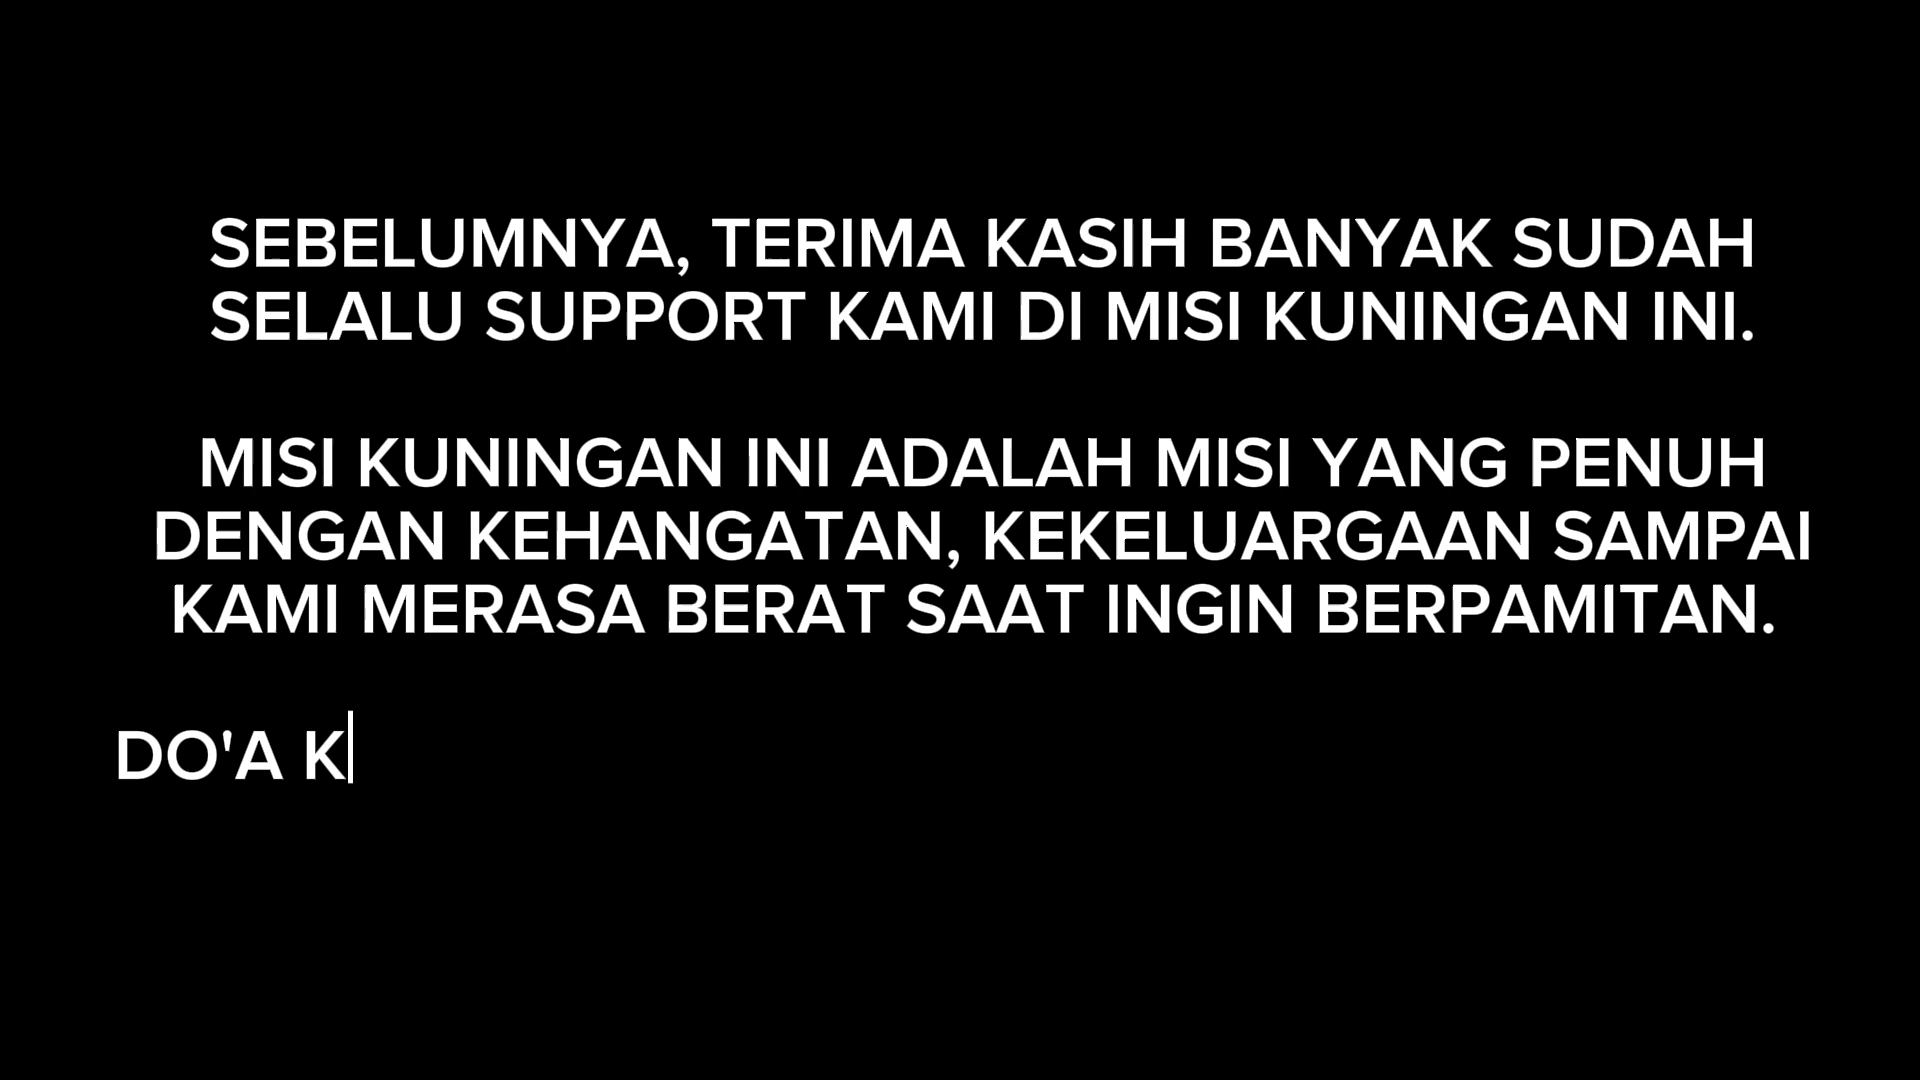 SEBELUMNYA, TERIMA KASIH BANYAK SUDAH
SELALU SUPPORT KAMI DI MISI KUNINGAN INI.
MISI KUNINGAN INI ADALAH MISI YANG PENUH
DENGAN KEHANGATAN, KEKELUARGAAN SAMPAI
KAMI MERASA BERAT SAAT INGIN BERPAMITAN.
DO'A K